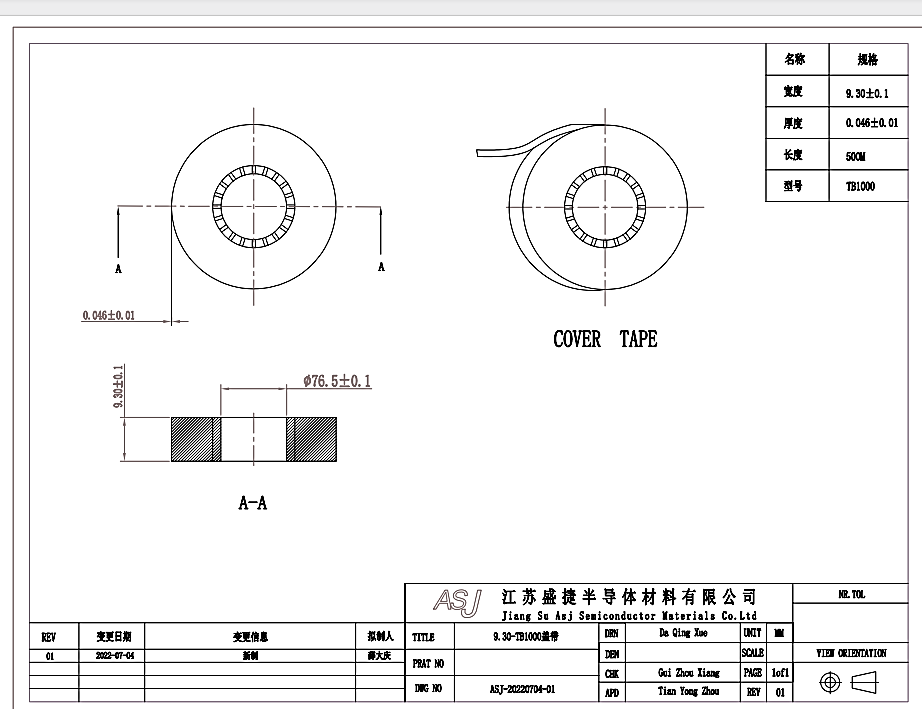 名称 规格
宽度 9.30±0.1
厚度 0.046±0.01
长度 500M
型号 TB1000
A A
0.046±0.01
COVER TAPE
9.30±0.1
Ø76.5±0.1
A-A
ASJ 江苏盛捷半导体材料有限公司
Jiang Su Asj Semiconductor Materials Co.Ltd
NR.TOL
REV 变更日期 变更信息 拟制人
01 2022-07-04 新制 薛大庆
TITLE 9.30-TB1000盖带
PRAT NO
DWG NO ASJ-20220704-01
DRN Da Qing Xue UNIT MM
DEM SCALE
CHK Gui Zhou Xiang PAGE 1of1
APD Tian Yong Zhou REV 01
VIEW ORIENTATION